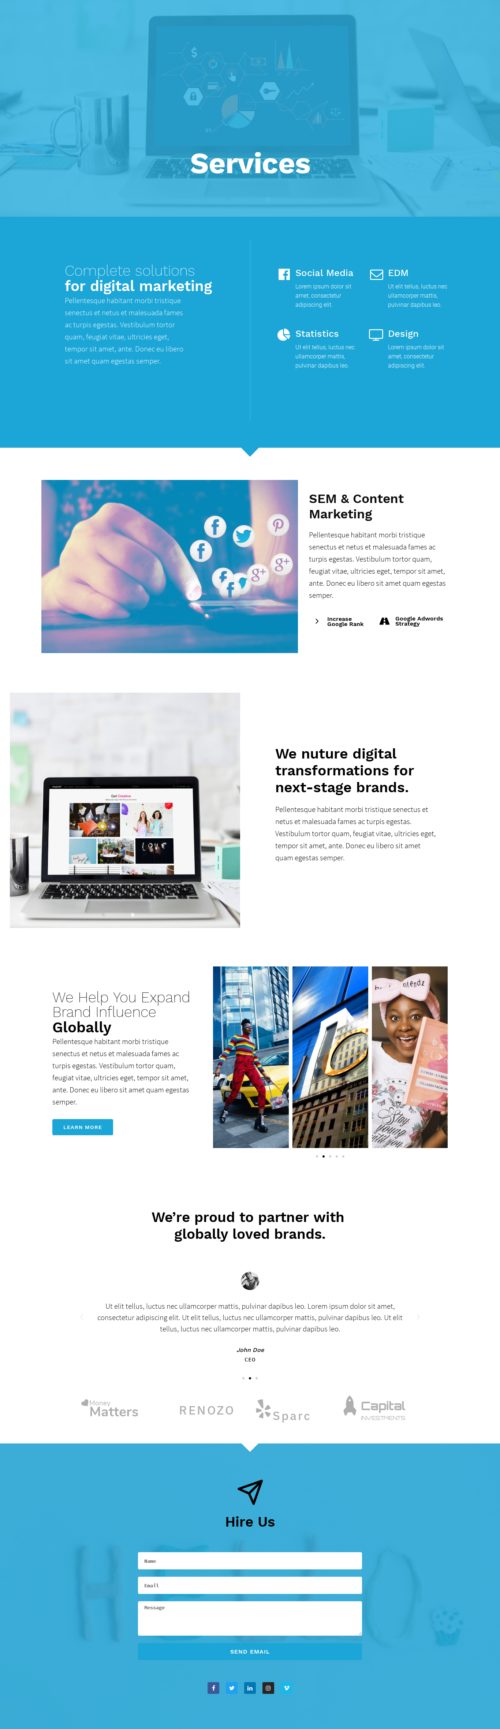 Services
Complete solutions
for digital marketing
Pellentesque habitant morbi tristique
senectus et netus et malesuada fames
ac turpis egestas. Vestibulum tortor
quam, feugiat vitae, ultricies eget,
tempor sit amet, ante. Donec eu libero
sit amet quam egestas semper.
Social Media
Lorem ipsum dolor sit
amet, consectetur
adipiscing elit.
EDM
Ut elit tellus, luctus nec
ullamcorper mattis,
pulvinar dapibus leo.
Statistics
Ut elit tellus, luctus nec
ullamcorper mattis,
pulvinar dapibus leo.
Design
Lorem ipsum dolor sit
amet, consectetur
adipiscing elit.
SEM & Content
Marketing
Pellentesque habitant morbi tristique
senectus et netus et malesuada fames ac
turpis egestas. Vestibulum tortor quam,
feugiat vitae, ultricies eget, tempor sit amet,
ante. Donec eu libero sit amet quam egestas
semper.
Increase
Google Rank
Google Adwords
Strategy
We nuture digital
transformations for
next-stage brands.
Pellentesque habitant morbi tristique senectus et
netus et malesuada fames ac turpis egestas.
Vestibulum tortor quam, feugiat vitae, ultricies eget,
tempor sit amet, ante. Donec eu libero sit amet
quam egestas semper.
We Help You Expand
Brand Influence
Globally
Pellentesque habitant morbi tristique
senectus et netus et malesuada fames ac
turpis egestas. Vestibulum tortor quam,
feugiat vitae, ultricies eget, tempor sit amet,
ante. Donec eu libero sit amet quam egestas
semper.
LEARN MORE
We're proud to partner with
globally loved brands.
Ut elit tellus, luctus nec ullamcorper mattis, pulvinar dapibus leo. Lorem ipsum dolor sit amet,
consectetur adipiscing elit. Ut elit tellus, luctus nec ullamcorper mattis, pulvinar dapibus leo. Ut elit
tellus, luctus nec ullamcorper mattis, pulvinar dapibus leo.
John Doe
CEO
Money
Matters
RENOZO
Sparc
Capital
INVESTMENTS
Hire Us
HELLO
Name
Email
Message
SEND EMAIL